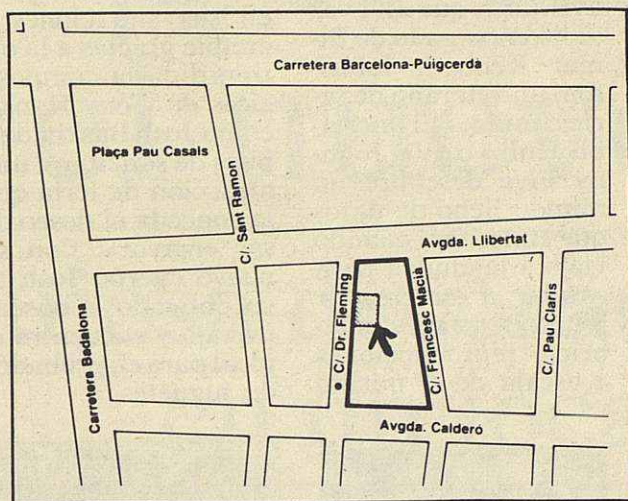 Carretera Barcelona-Puigcerdà
Plaça Pau Casals
C/. Sant Ramon
Avgda. Llibertat
Carretera Badalona
C/. Dr. Fleming
C/. Francesc Macià
C/. Pau Claris
Avgda. Calderó